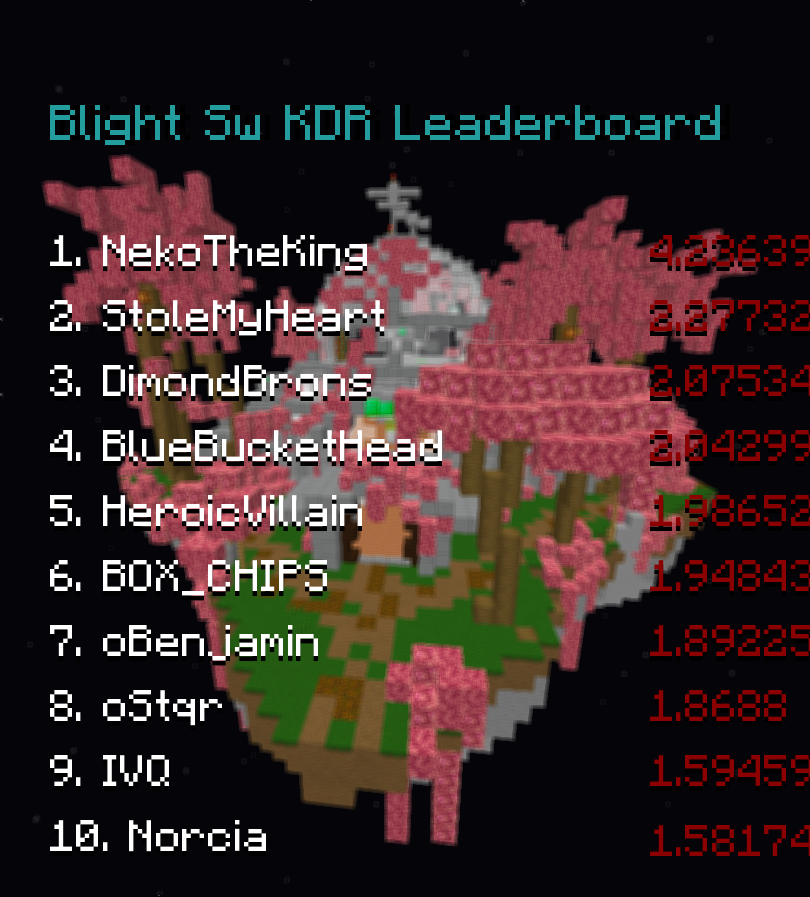 Blight Sw KDR Leaderboard
1. NekoTheKing 4.23639
2. StoleMyHeart 2.27732
3. DimondBrons 2.07534
4. BlueBucketHead 2.04299
5. HeroicVillain 1.98652
6. BOX_CHIPS 1.94843
7. oBenjamin 1.89225
8. oStqr 1.8688
9. IVQ 1.59459
10. Norcia 1.58174